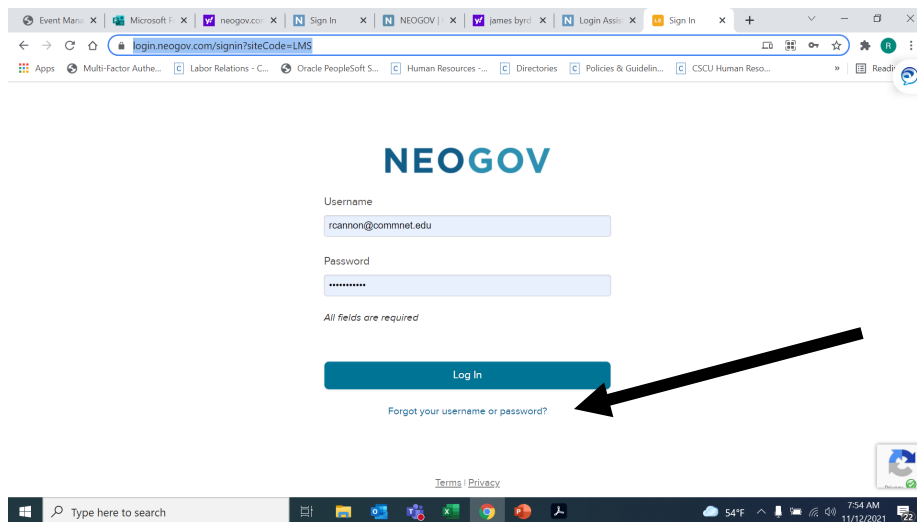 Event Mana
Microsoft F
neogov.con
Sign In
NEOGOV |
james byrd
Login Assis
Sign In
login.neogov.com/signin?siteCode=LMS
R
Apps
Multi-Factor Authe...
Labor Relations - C...
Oracle PeopleSoft S...
Human Resources -...
Directories
Policies & Guidelin...
CSCU Human Reso...
»
NEOGOV
Username
rcannon@commnet.edu
Password
•••••••••••
All fields are required
Log In
Forgot your username or password?
Terms | Privacy
Type here to search
54°F
7:54 AM
11/12/2021
22